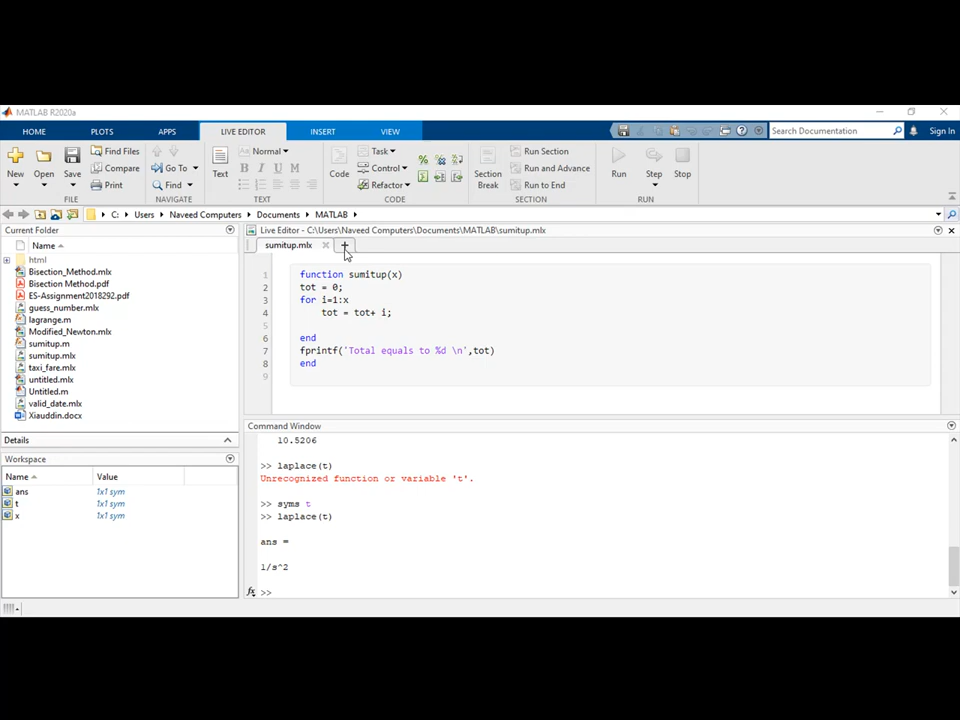 MATLAB R2020a
HOME PLOTS APPS LIVE EDITOR INSERT VIEW Search Documentation Sign In
New Open Save Find Files Compare Print Go To Find Text Normal B I U M Code Task Control Refactor Section Break Run Section Run and Advance Run to End Run Step Stop
FILE NAVIGATE TEXT CODE SECTION RUN
C: Users Naveed Computers Documents MATLAB
Current Folder
Name
html
Bisection_Method.mlx
Bisection Method.pdf
ES-Assignment2018292.pdf
guess_number.mlx
lagrange.m
Modified_Newton.mlx
sumitup.m
sumitup.mlx
taxi_fare.mlx
untitled.mlx
Untitled.m
valid_date.mlx
Xiauddin.docx
Details
Workspace
Name Value
ans 1x1 sym
t 1x1 sym
x 1x1 sym
Live Editor - C:\Users\Naveed Computers\Documents\MATLAB\sumitup.mlx
sumitup.mlx
1 function sumitup(x)
2 tot = 0;
3 for i=1:x
4 tot = tot+ i;
5
6 end
7 fprintf('Total equals to %d \n',tot)
8 end
9
Command Window
10.5206
>> laplace(t)
Unrecognized function or variable 't'.
>> syms t
>> laplace(t)
ans =
1/s^2
fx >>